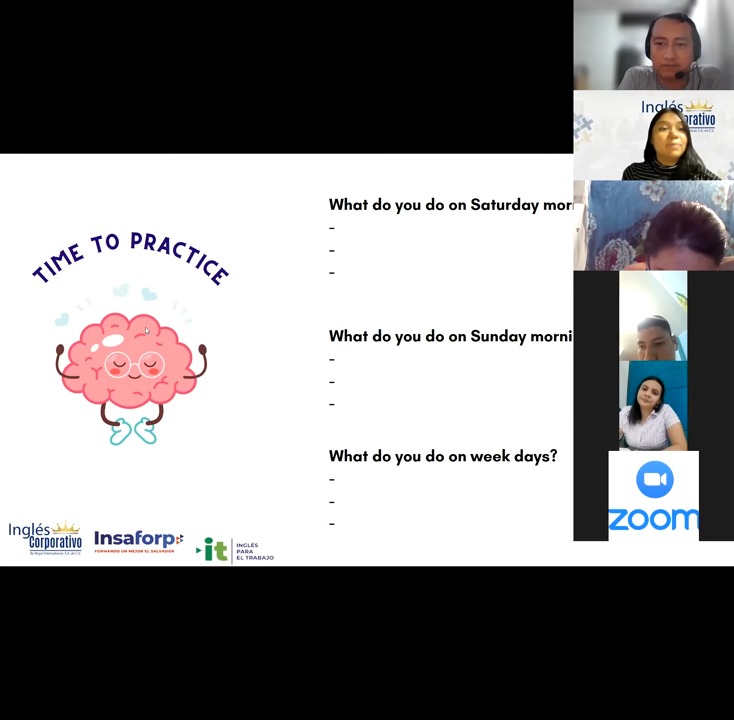 TIME TO PRACTICE
What do you do on Saturday mor
-
-
-
What do you do on Sunday morni
-
-
-
What do you do on week days?
-
-
-
Inglés
Corporativo
Insaforp
FORMANDO UN MEJOR EL SALVADOR
it
INGLÉS
PARA
EL TRABAJO
Inglés
orativo
zoom